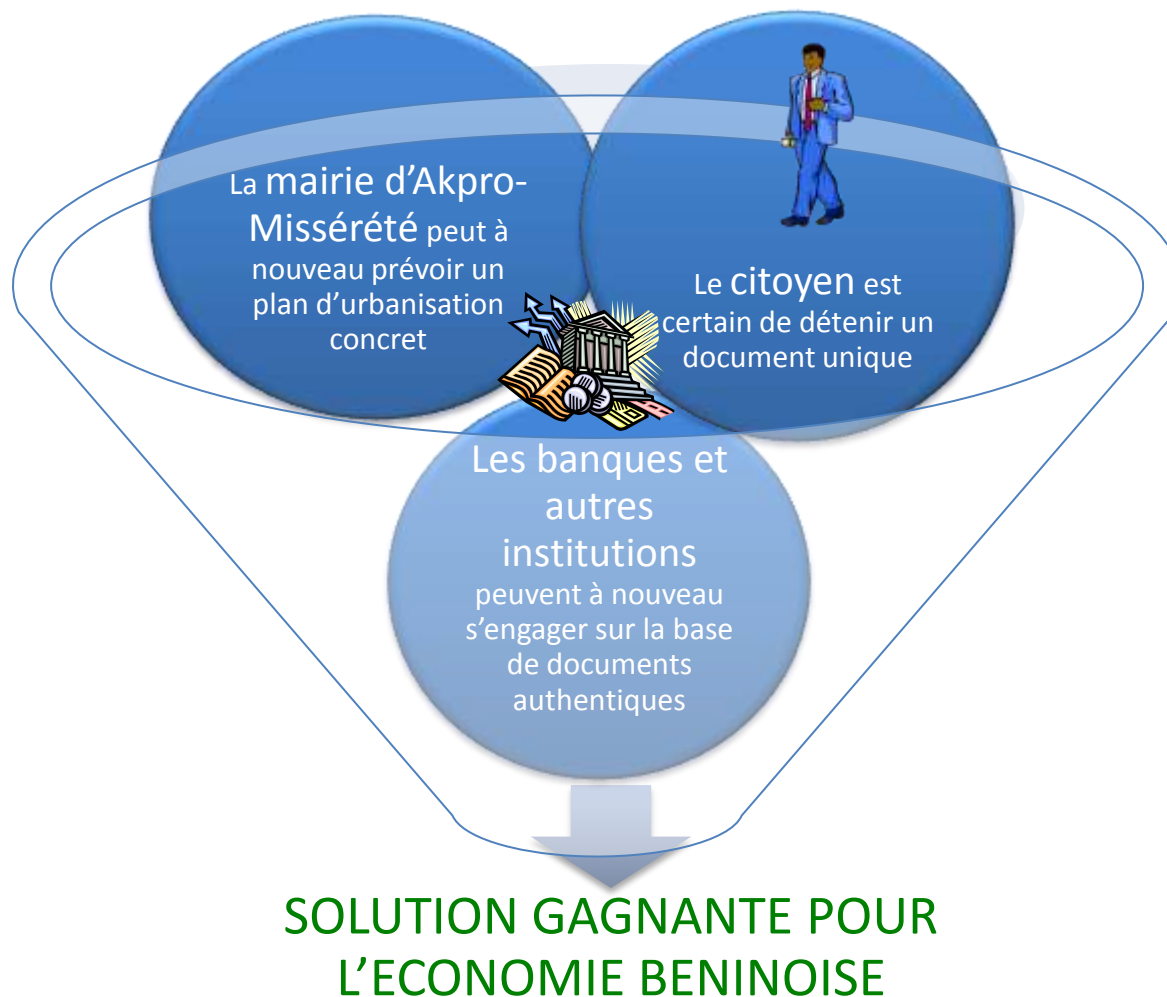 La mairie d'Akpro-
Missérété peut à
nouveau prévoir un
plan d'urbanisation
concret
Le citoyen est
certain de détenir un
document unique
Les banques et
autres
institutions
peuvent à nouveau
s'engager sur la base
de documents
authentiques
SOLUTION GAGNANTE POUR
L'ECONOMIE BENINOISE